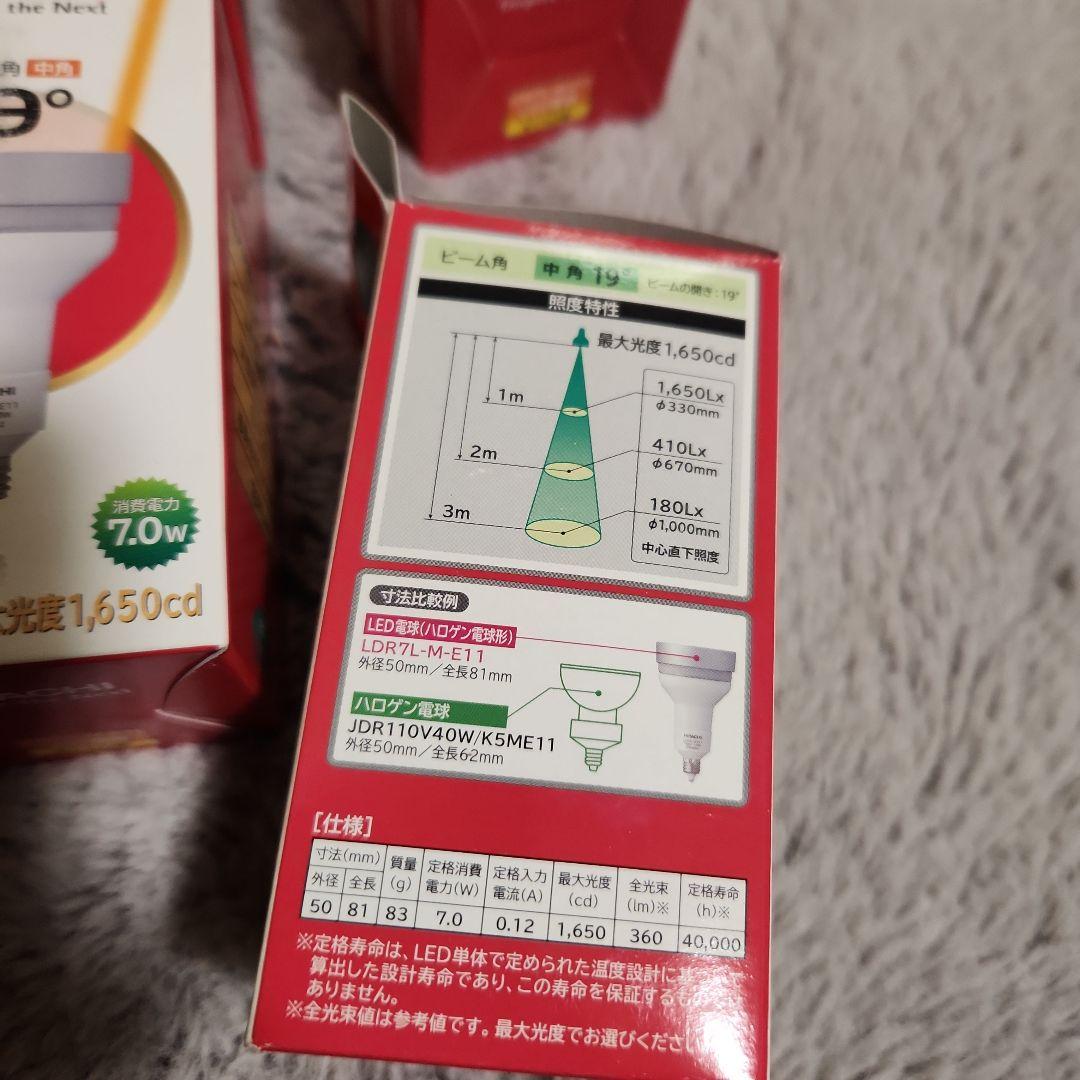 the Next
角 中角
9°
消費電力
7.0W
大光度1,650cd
ビーム角 中角 19° ビームの開き:19°
照度特性
最大光度1,650cd
1m
1,650Lx
φ330mm
2m
410Lx
φ670mm
3m
180Lx
φ1,000mm
中心直下照度
寸法比較例
LED電球(ハロゲン電球形)
LDR7L-M-E11
外径50mm/全長81mm
ハロゲン電球
JDR110V40W/K5ME11
外径50mm/全長62mm
HITACHI
[仕様]
寸法(mm) 質量(g) 定格消費電力(W) 定格入力電流(A) 最大光度(cd) 全光束(lm)※ 定格寿命(h)※
外径 全長
50 81 83 7.0 0.12 1,650 360 40,000
※定格寿命は、LED単体で定められた温度設計に基
算出した設計寿命であり、この寿命を保証するもの
ありません。
※全光束値は参考値です。最大光度でお選びくださ